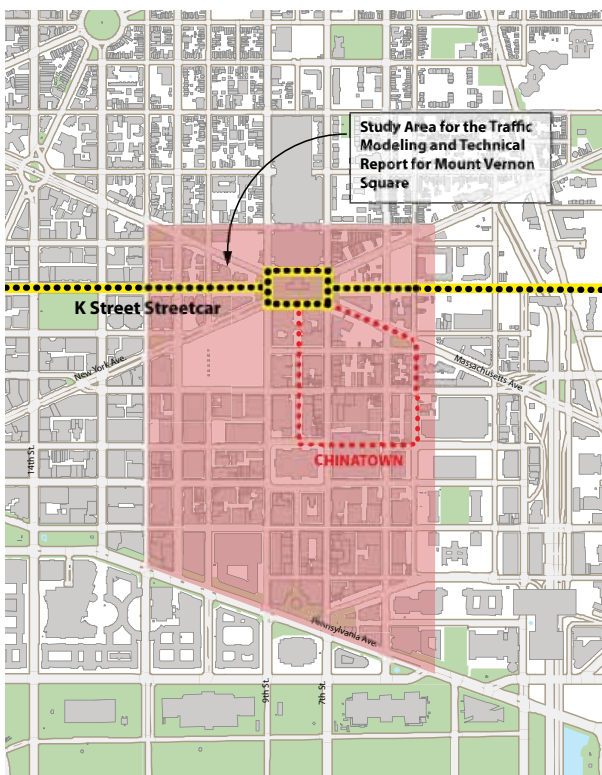 Study Area for the Traffic
Modeling and Technical
Report for Mount Vernon
Square
K Street Streetcar
New York Ave.
Massachusetts Ave.
14th St.
CHINATOWN
Pennsylvania Ave.
9th St.
7th St.